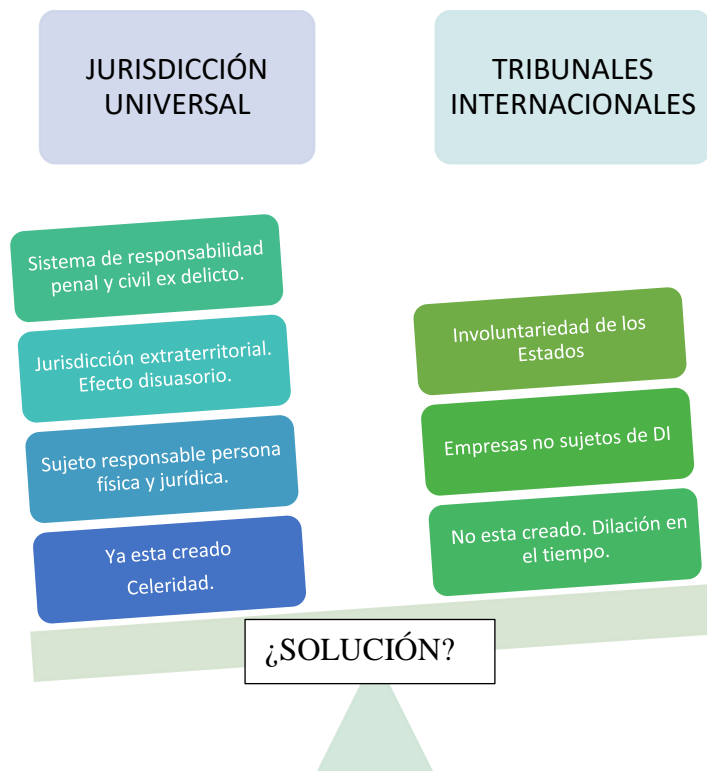 JURISDICCIÓN
UNIVERSAL
TRIBUNALES
INTERNACIONALES
Sistema de responsabilidad
penal y civil ex delicto.
Jurisdicción extraterritorial.
Efecto disuasorio.
Sujeto responsable persona
física y jurídica.
Ya esta creado
Celeridad.
Involuntariedad de los
Estados
Empresas no sujetos de DI
No esta creado. Dilación en
el tiempo.
¿SOLUCIÓN?